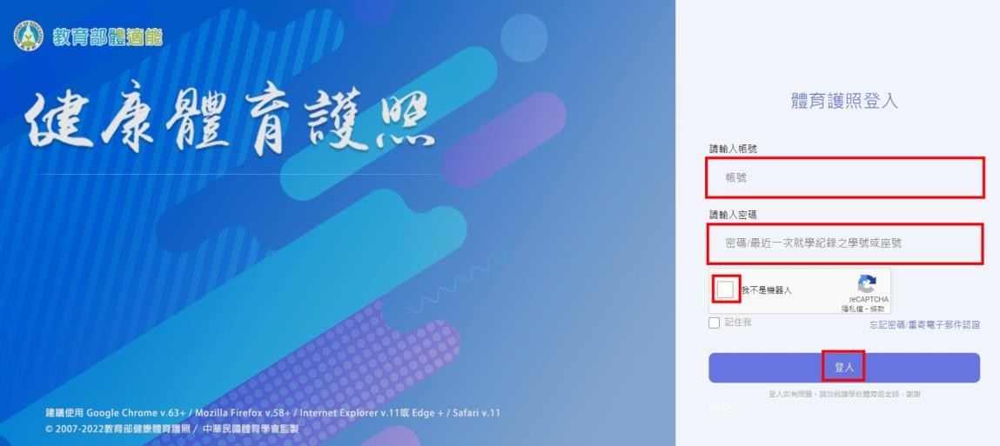 教育部體適能
健康體育護照
建議使用 Google Chrome v.63+ / Mozilla Firefox v.58+ / Internet Explorer v.11或 Edge + / Safari v.11
© 2007-2022教育部健康體育護照 / 中華民國體育學會監製
體育護照登入
請輸入帳號
帳號
請輸入密碼
密碼/最近一次就學紀錄之學號或座號
我不是機器人
reCAPTCHA
隱私權 - 條款
記住我
忘記密碼/重寄電子郵件認證
登入
登入如有問題，請洽就讀學校體育組老師，謝謝